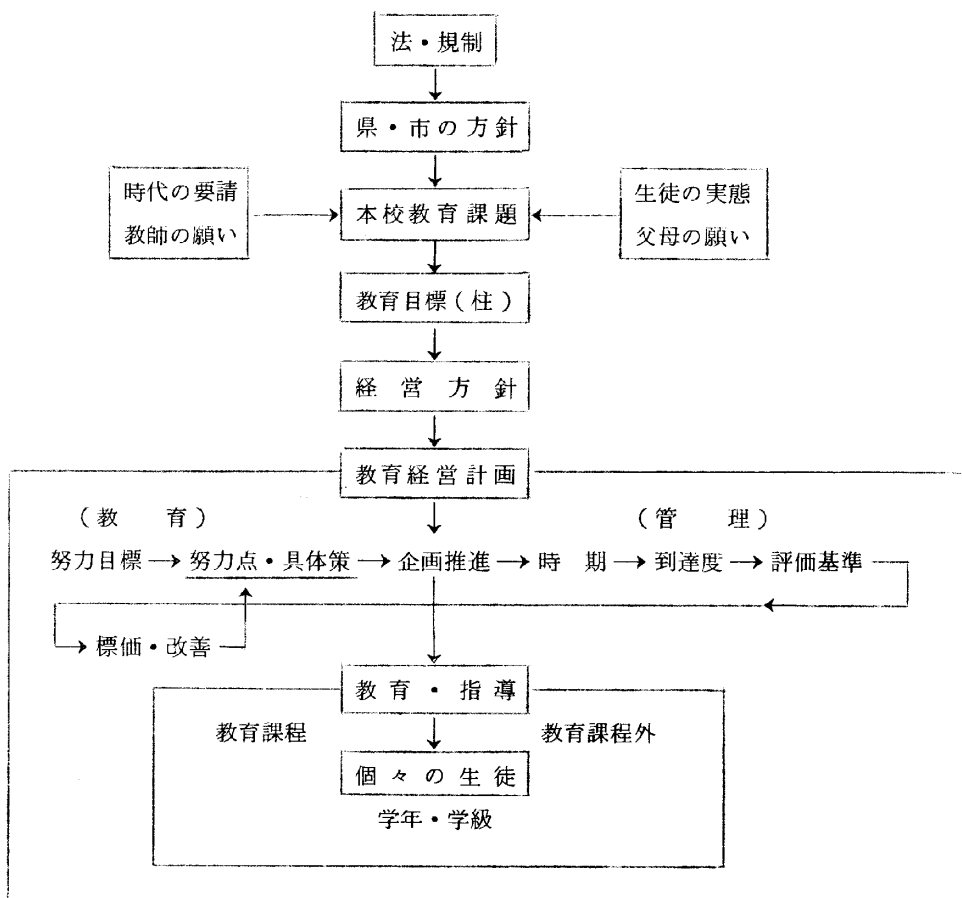 法・規制
県・市の方針
時代の要請
教師の願い
本校教育課題
生徒の実態
父母の願い
教育目標(柱)
経営方針
教育経営計画
(教育)
(管理)
努力目標→努力点・具体策→企画推進→時期→到達度→評価基準
標価・改善
教育・指導
教育課程
教育課程外
個々の生徒
学年・学級